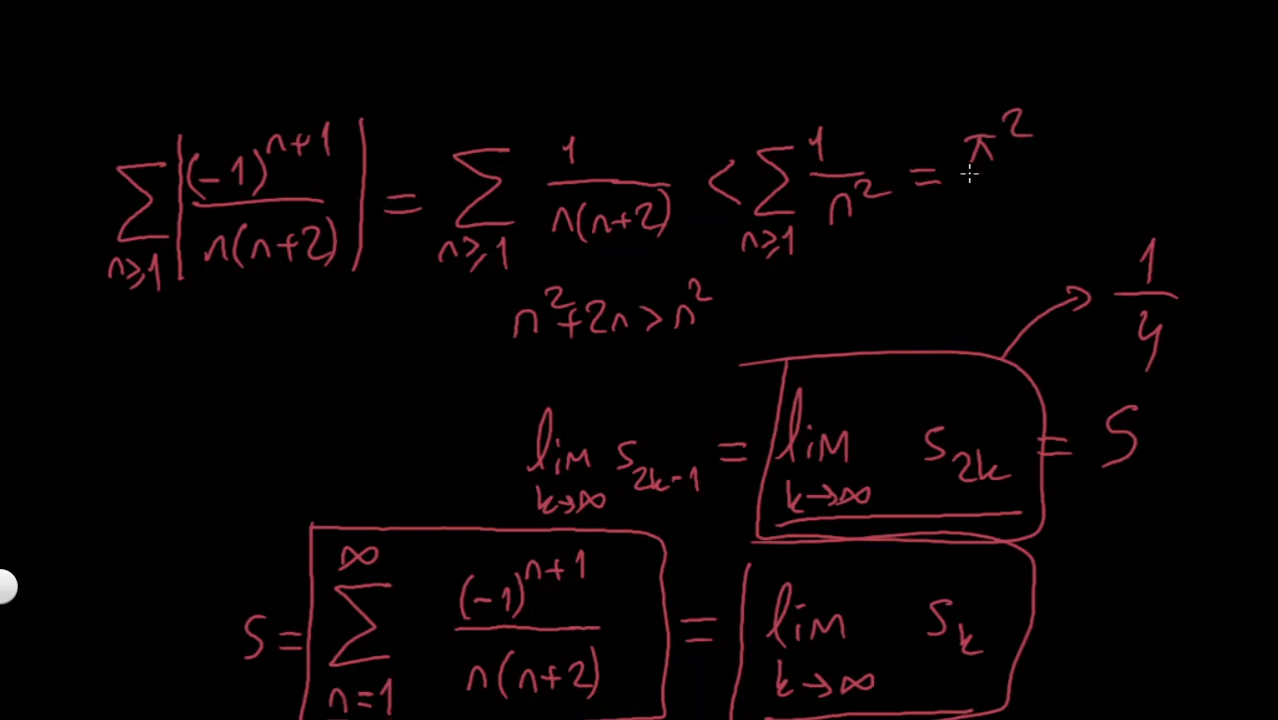 ∑_{n≥1} |(-1)^{n+1} / n(n+2)| = ∑_{n≥1} 1 / n(n+2) < ∑_{n≥1} 1 / n² = π²
n²+2n > n²
1/4
lim_{k→∞} s_{2k-1} = lim_{k→∞} s_{2k} = S
S = ∑_{n=1}^{∞} (-1)^{n+1} / n(n+2) = lim_{k→∞} s_k